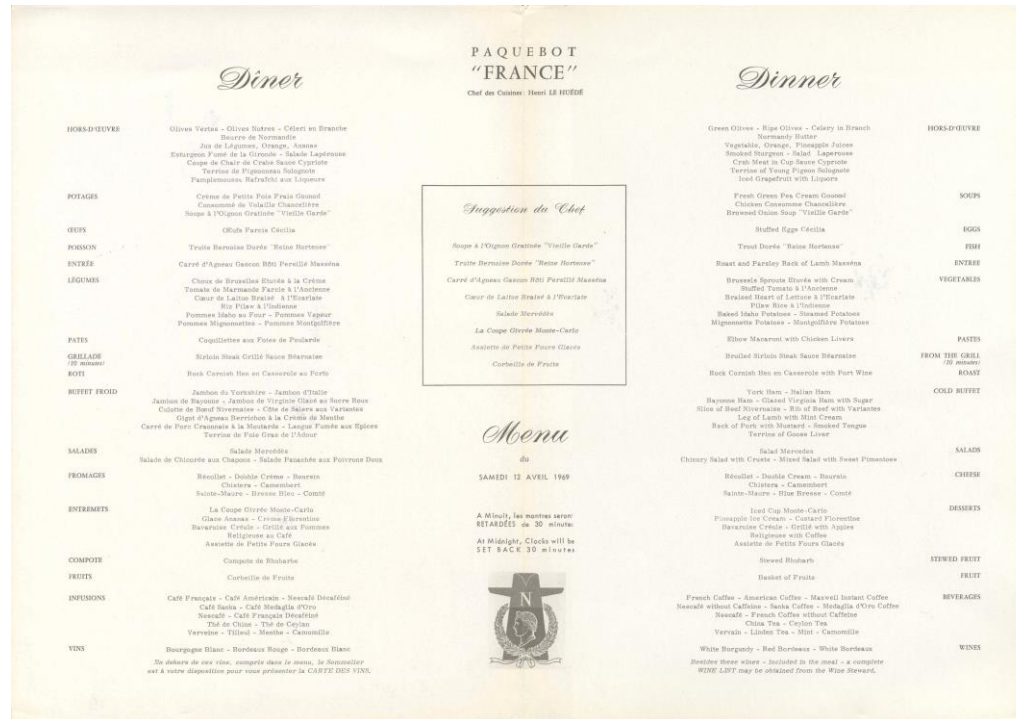 Dîner
HORS-D'ŒUVRE
Olives Vertes - Olives Noires - Céleri en Branche
Beurre de Normandie
Jus de Légumes, Orange, Ananas
Esturgeon Fumé de la Gironde - Salade Lapérouse
Coupe de Chair de Crabe Sauce Cypriote
Terrine de Pigeonneau Solognote
Pamplemousse Rafraîchi aux Liqueurs
POTAGES
Crème de Petits Pois Frais Gounod
Consommé de Volaille Chancelière
Soupe à l'Oignon Gratinée "Vieille Garde"
ŒUFS
Œufs Farcis Cécilia
POISSON
Truite Bernoise Dorée "Reine Hortense"
ENTRÉE
Carré d'Agneau Gascon Rôti Persillé Masséna
LÉGUMES
Choux de Bruxelles Etuvés à la Crème
Tomate de Marmande Farcie à l'Ancienne
Cœur de Laitue Braisé à l'Ecarlate
Riz Pilaw à l'Indienne
Pommes Idaho au Four - Pommes Vapeur
Pommes Mignonnettes - Pommes Montgolfière
PATES
Coquillettes aux Foies de Poularde
GRILLADE
(20 minutes)
Sirloin Steak Grillé Sauce Béarnaise
ROTI
Rock Cornish Hen en Casserole au Porto
BUFFET FROID
Jambon du Yorkshire - Jambon d'Italie
Jambon de Bayonne - Jambon de Virginie Glacé au Sucre Roux
Culotte de Bœuf Nivernaise - Côte de Salers aux Variantes
Gigot d'Agneau Berrichon à la Crème de Menthe
Carré de Porc Craonnais à la Moutarde - Langue Fumée aux Epices
Terrine de Foie Gras de l'Adour
SALADES
Salade Mercédès
Salade de Chicorée aux Chapons - Salade Panachée aux Poivrons Doux
FROMAGES
Récollet - Double Crème - Boursin
Chistera - Camembert
Sainte-Maure - Bresse Bleu - Comté
ENTREMETS
La Coupe Givrée Monte-Carlo
Glace Ananas - Crème Florentine
Bavaroise Créole - Grillé aux Pommes
Religieuse au Café
Assiette de Petits Fours Glacés
COMPOTE
Compote de Rhubarbe
FRUITS
Corbeille de Fruits
INFUSIONS
Café Français - Café Américain - Nescafé Décaféiné
Café Sanka - Café Medaglia d'Oro
Nescafé - Café Français Décaféiné
Thé de Chine - Thé de Ceylan
Verveine - Tilleul - Menthe - Camomille
VINS
Bourgogne Blanc - Bordeaux Rouge - Bordeaux Blanc
En dehors de ces vins, compris dans le menu, le Sommelier
est à votre disposition pour vous présenter la CARTE DES VINS.
PAQUEBOT
"FRANCE"
Chef des Cuisines: Henri LE HUÉDÉ
Suggestion du Chef
Soupe à l'Oignon Gratinée "Vieille Garde"
Truite Bernoise Dorée "Reine Hortense"
Carré d'Agneau Gascon Rôti Persillé Masséna
Cœur de Laitue Braisé à l'Ecarlate
Salade Mercédès
La Coupe Givrée Monte-Carlo
Assiette de Petits Fours Glacés
Corbeille de Fruits
Menu
du
SAMEDI 12 AVRIL 1969
A Minuit, les montres seront
RETARDÉES de 30 minutes
At Midnight, Clocks will be
SET BACK 30 minutes
N
Dinner
Green Olives - Ripe Olives - Celery in Branch
HORS-D'ŒUVRE
Normandy Butter
Vegetable, Orange, Pineapple Juices
Smoked Sturgeon - Salad Laperouse
Crab Meat in Cup Sauce Cypriote
Terrine of Young Pigeon Solognote
Iced Grapefruit with Liquors
Fresh Green Pea Cream Gounod
SOUPS
Chicken Consomme Chancelière
Browned Onion Soup "Vieille Garde"
Stuffed Eggs Cécilia
EGGS
Trout Dorée "Reine Hortense"
FISH
Roast and Parsley Rack of Lamb Masséna
ENTREE
Brussels Sprouts Etuvés with Cream
VEGETABLES
Stuffed Tomato à l'Ancienne
Braised Heart of Lettuce à l'Ecarlate
Pilaw Rice à l'Indienne
Baked Idaho Potatoes - Steamed Potatoes
Mignonnette Potatoes - Montgolfière Potatoes
Elbow Macaroni with Chicken Livers
PASTES
Broiled Sirloin Steak Sauce Béarnaise
FROM THE GRILL
(20 minutes)
Rock Cornish Hen en Casserole with Port Wine
ROAST
York Ham - Italian Ham
COLD BUFFET
Bayonne Ham - Glazed Virginia Ham with Sugar
Slice of Beef Nivernaise - Rib of Beef with Variantes
Leg of Lamb with Mint Cream
Rack of Pork with Mustard - Smoked Tongue
Terrine of Goose Liver
Salad Mercedes
SALADS
Chicory Salad with Crusts - Mixed Salad with Sweet Pimentoes
Récollet - Double Cream - Boursin
CHEESE
Chistera - Camembert
Sainte-Maure - Blue Bresse - Comté
Iced Cup Monte-Carlo
DESSERTS
Pineapple Ice Cream - Custard Florentine
Bavaroise Créole - Grillé with Apples
Religieuse with Coffee
Assiette de Petits Fours Glacés
Stewed Rhubarb
STEWED FRUIT
Basket of Fruits
FRUIT
French Coffee - American Coffee - Maxwell Instant Coffee
BEVERAGES
Nescafé without Caffeine - Sanka Coffee - Medaglia d'Oro Coffee
Nescafé - French Coffee without Caffeine
China Tea - Ceylon Tea
Vervain - Linden Tea - Mint - Camomille
White Burgundy - Red Bordeaux - White Bordeaux
WINES
Besides these wines - included in the meal - a complete
WINE LIST may be obtained from the Wine Steward.